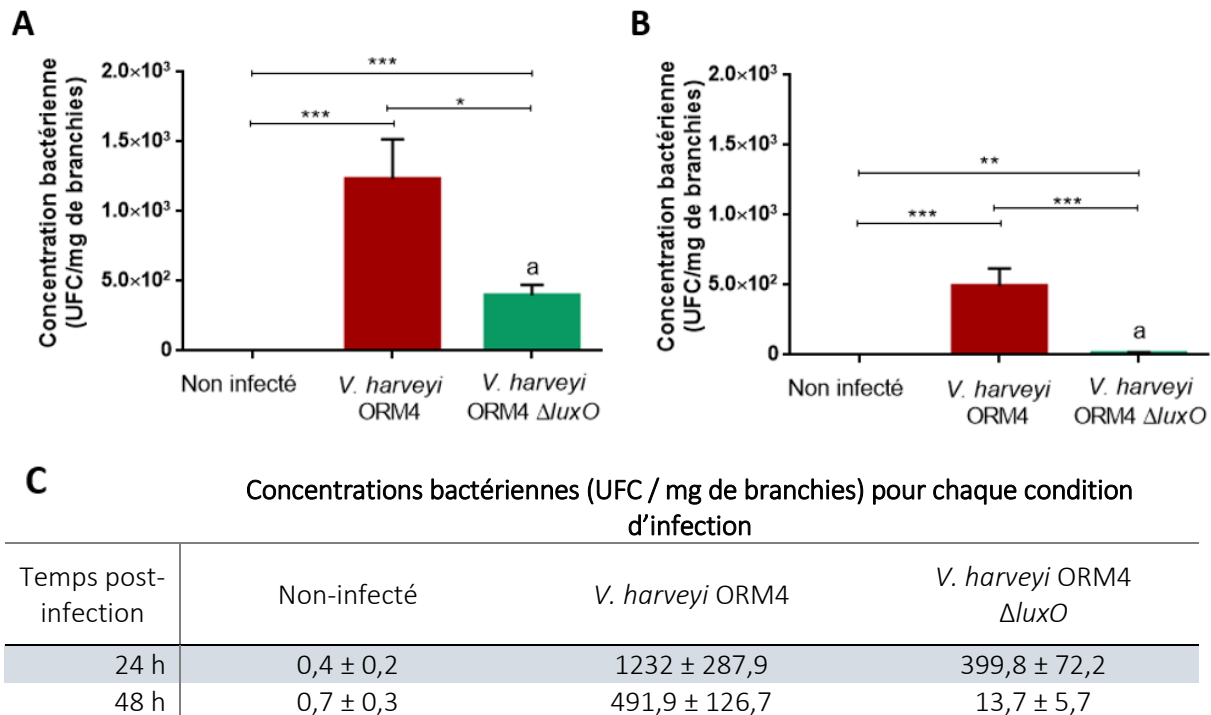 A
Concentration bactérienne
(UFC/mg de branchies)
2.0×10³
1.5×10³
1.0×10³
5.0×10²
0
***
***
*
a
Non infecté
V. harveyi
ORM4
V. harveyi
ORM4 ΔluxO
B
Concentration bactérienne
(UFC/mg de branchies)
2.0×10³
1.5×10³
1.0×10³
5.0×10²
0
**
***
***
a
Non infecté
V. harveyi
ORM4
V. harveyi
ORM4 ΔluxO
C
Concentrations bactériennes (UFC / mg de branchies) pour chaque condition
d’infection
Temps post-
infection
Non-infecté
V. harveyi ORM4
V. harveyi ORM4
ΔluxO
24 h 0,4 ± 0,2 1232 ± 287,9 399,8 ± 72,2
48 h 0,7 ± 0,3 491,9 ± 126,7 13,7 ± 5,7